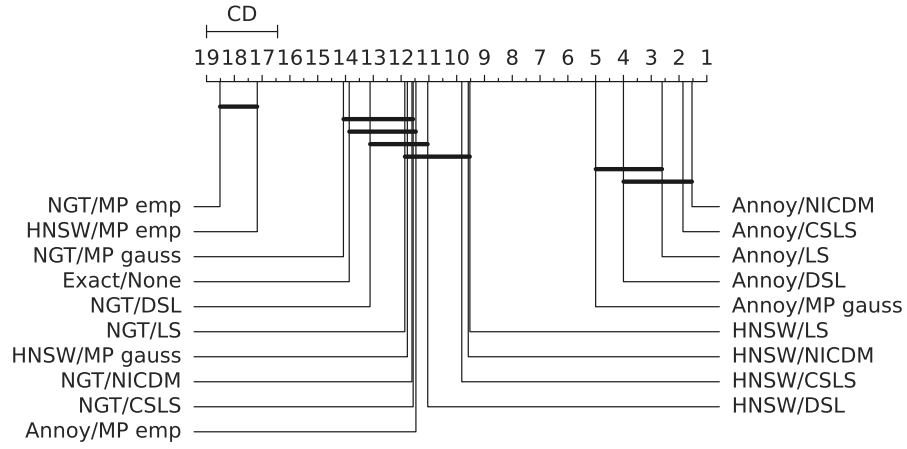 CD
19 18 17 16 15 14 13 12 11 10 9 8 7 6 5 4 3 2 1
NGT/MP emp
HNSW/MP emp
NGT/MP gauss
Exact/None
NGT/DSL
NGT/LS
HNSW/MP gauss
NGT/NICDM
NGT/CSLS
Annoy/MP emp
Annoy/NICDM
Annoy/CSLS
Annoy/LS
Annoy/DSL
Annoy/MP gauss
HNSW/LS
HNSW/NICDM
HNSW/CSLS
HNSW/DSL